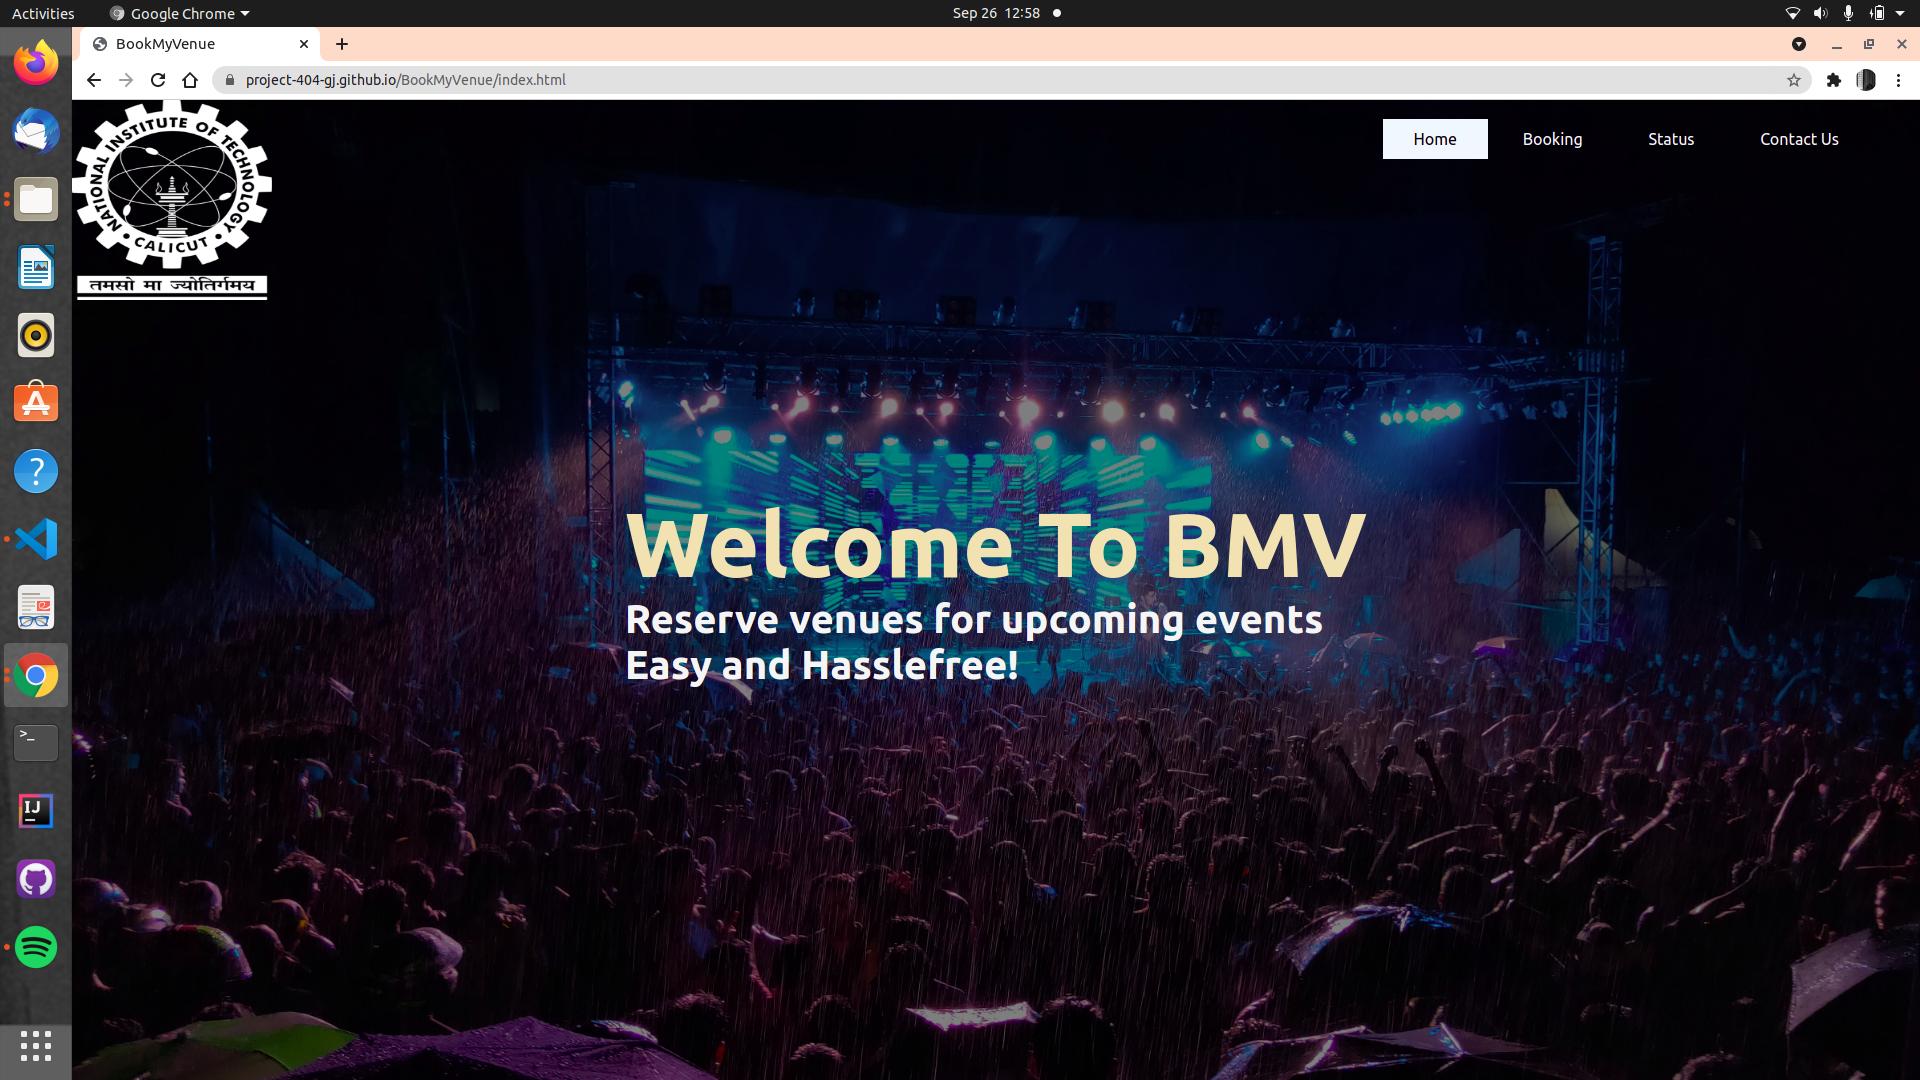 Activities
Google Chrome
Sep 26 12:58
BookMyVenue
project-404-gj.github.io/BookMyVenue/index.html
NATIONAL INSTITUTE OF TECHNOLOGY
• CALICUT •
तमसो मा ज्योतिर्गमय
Home
Booking
Status
Contact Us
Welcome To BMV
Reserve venues for upcoming events
Easy and Hasslefree!
?
>_
IJ